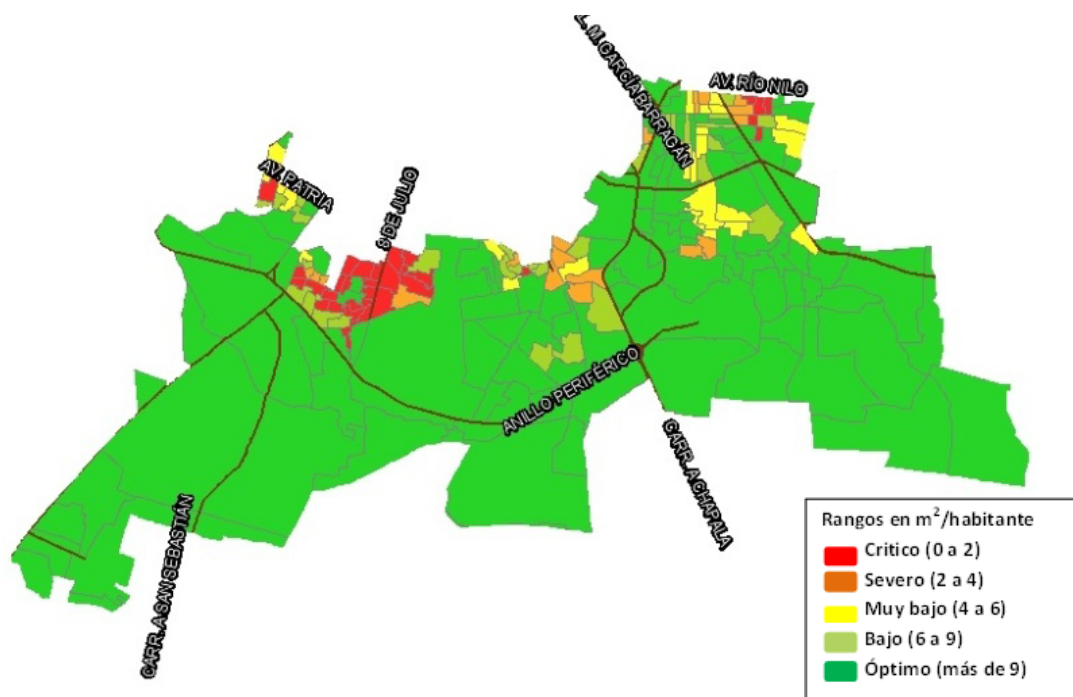 L. M. GARCÍA BARRAGÁN
AV. RÍO NILO
AV. PATRIA
8 DE JULIO
ANILLO PERIFÉRICO
CARR. A CHAPALA
CARR. A SAN SEBASTIÁN
Rangos en m²/habitante
Critico (0 a 2)
Severo (2 a 4)
Muy bajo (4 a 6)
Bajo (6 a 9)
Óptimo (más de 9)